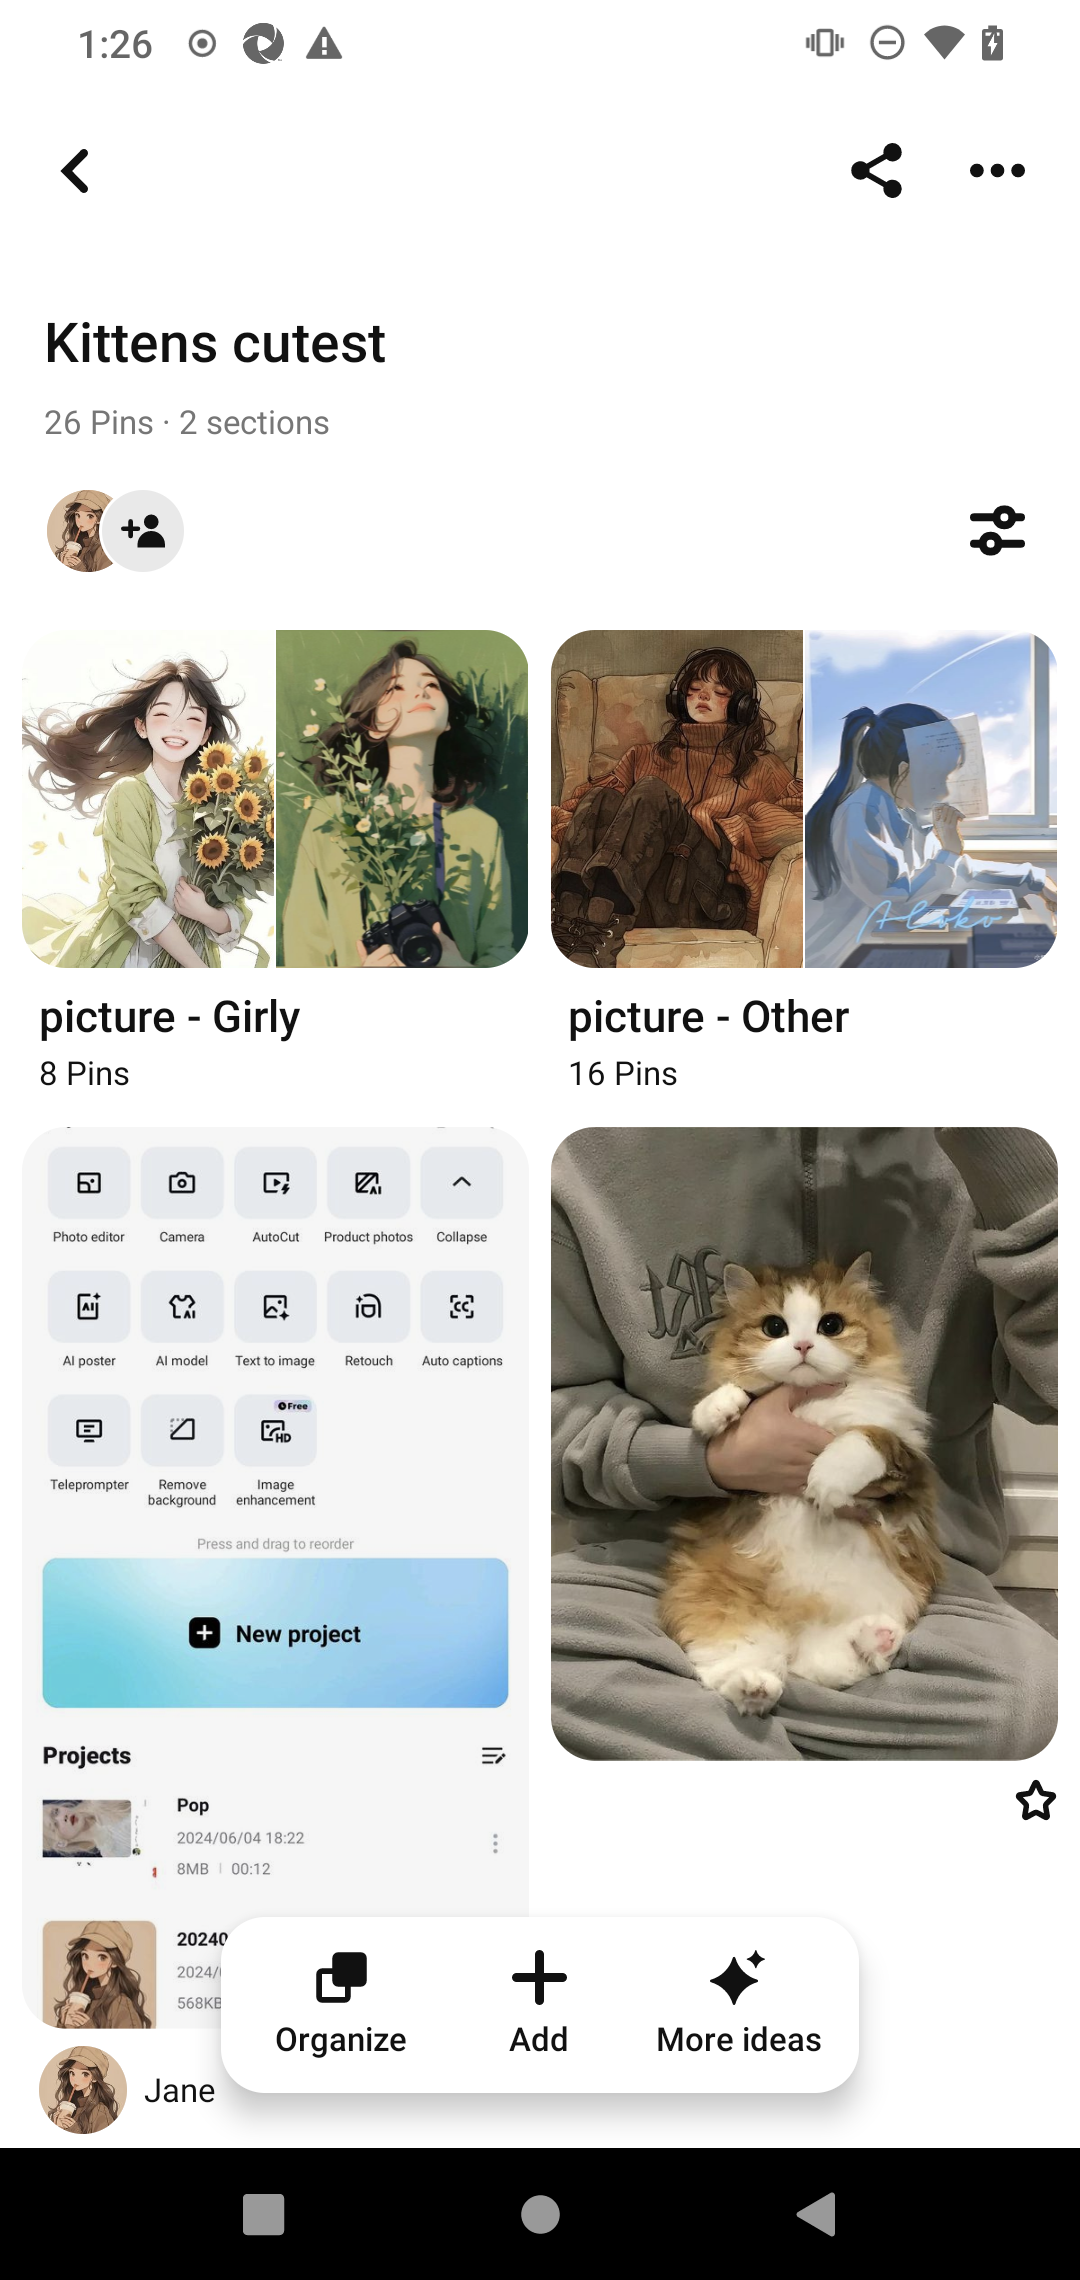 1:26
Kittens cutest
26 Pins · 2 sections
Aloko
picture - Girly
8 Pins
picture - Other
16 Pins
Photo editor
Camera
AutoCut
Product photos
Collapse
AI poster
AI model
Text to image
Retouch
Auto captions
Free
Teleprompter
Remove background
Image enhancement
Press and drag to reorder
New project
Projects
Pop
2024/06/04 18:22
8MB | 00:12
20240
2024/
568KB
Organize
Add
More ideas
Jane